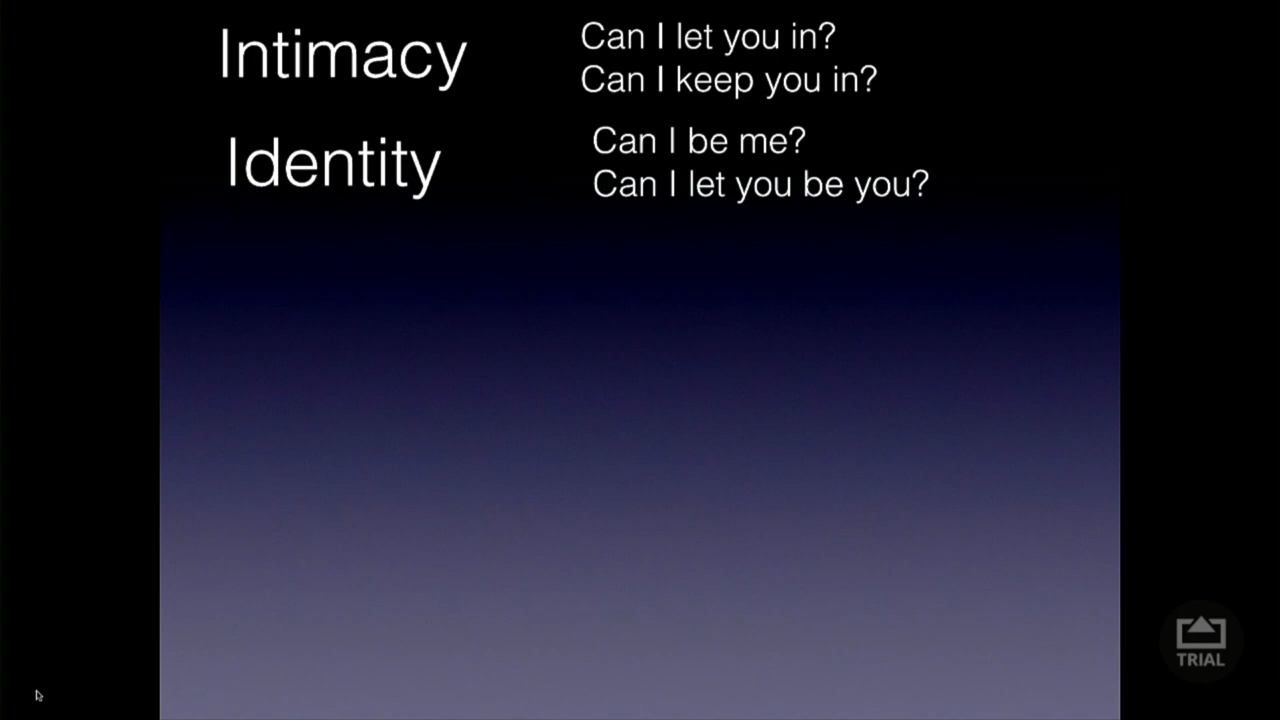 Intimacy
Can I let you in?
Can I keep you in?
Identity
Can I be me?
Can I let you be you?
TRIAL